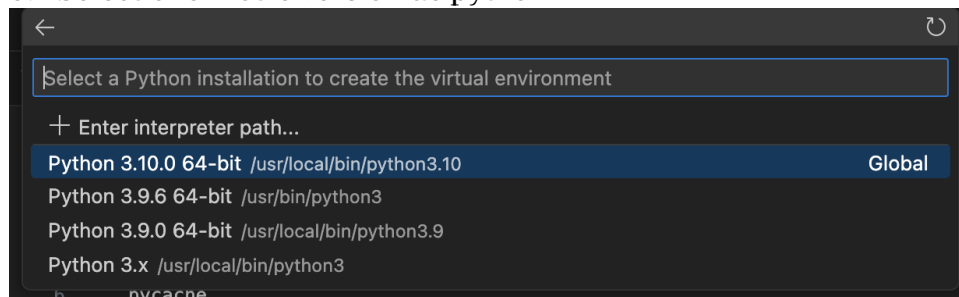 Select a Python installation to create the virtual environment
+ Enter interpreter path...
Python 3.10.0 64-bit /usr/local/bin/python3.10 Global
Python 3.9.6 64-bit /usr/bin/python3
Python 3.9.0 64-bit /usr/local/bin/python3.9
Python 3.x /usr/local/bin/python3